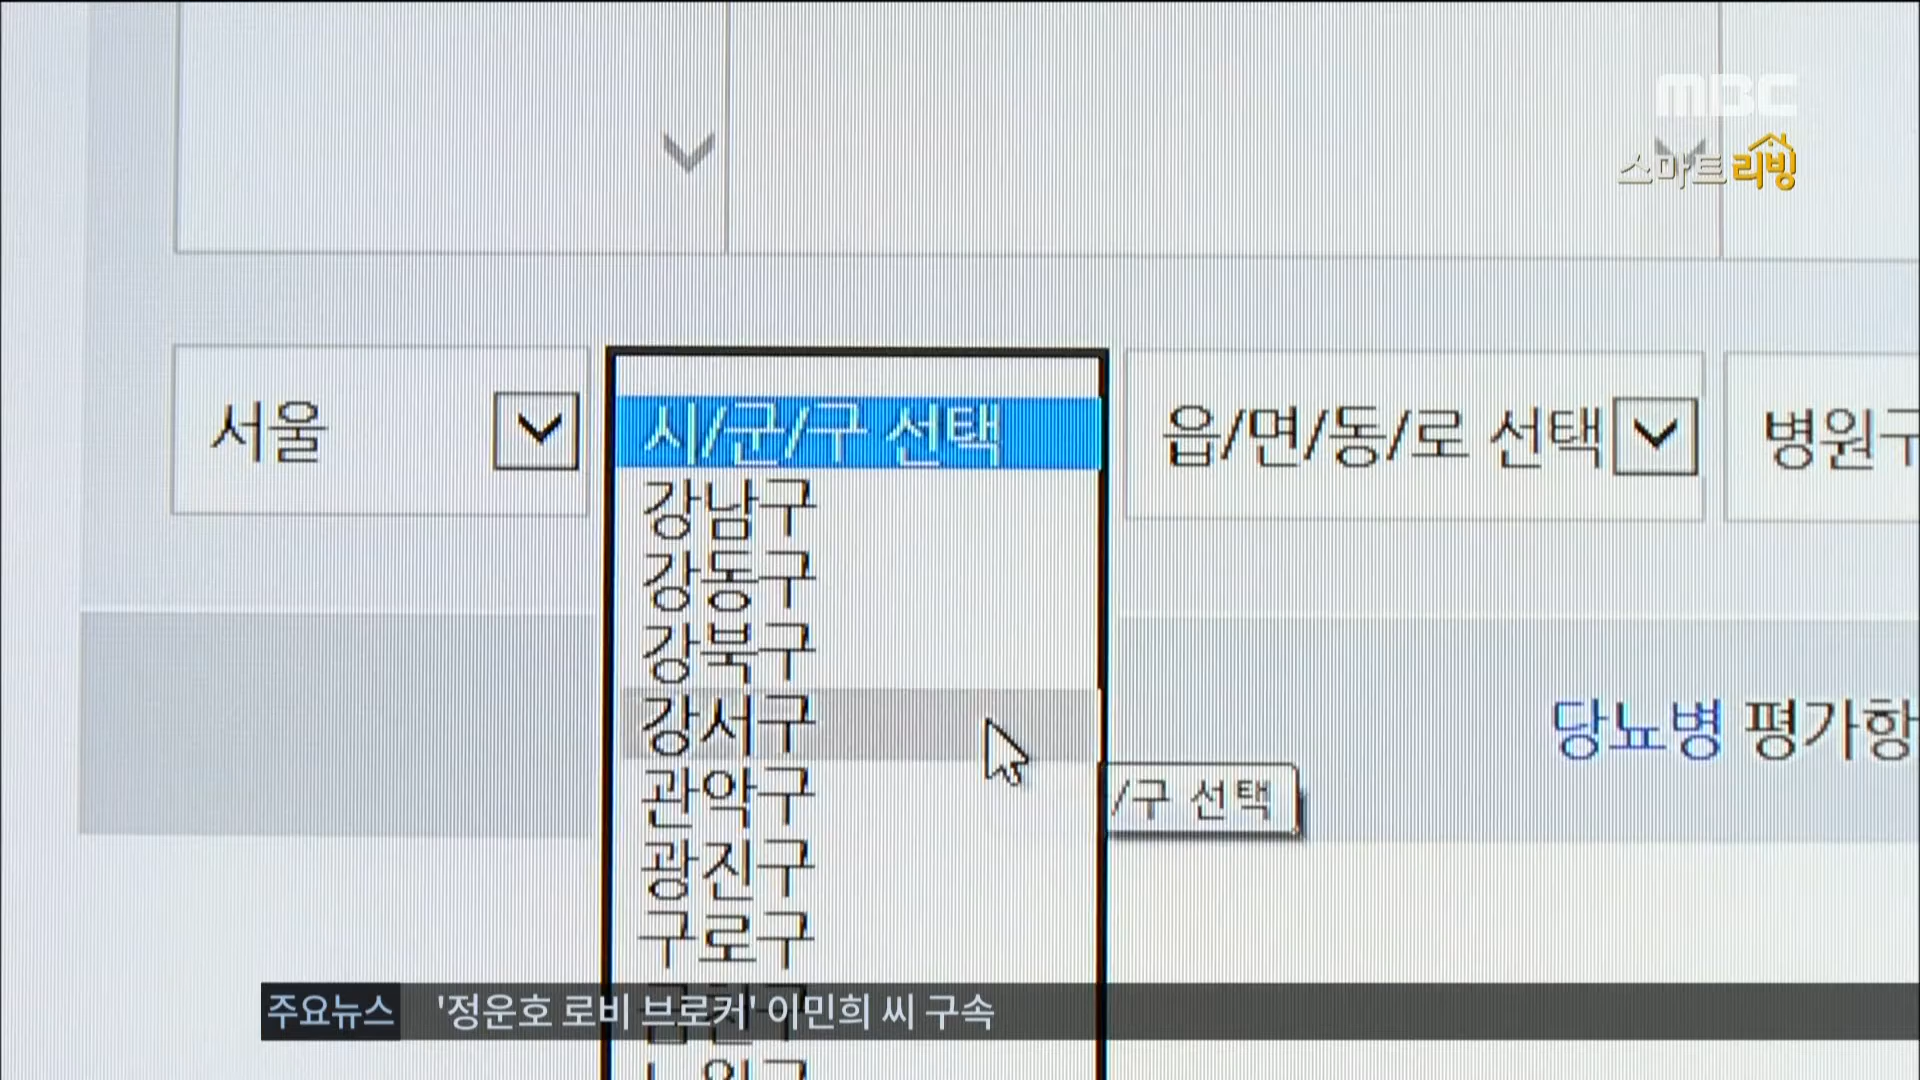 MBC
스마트리빙
서울
시/군/구 선택
읍/면/동/로 선택
병원구
강남구
강동구
강북구
강서구
당뇨병 평가항
/구 선택
관악구
광진구
구로구
주요뉴스 '정운호 로비 브로커' 이민희 씨 구속